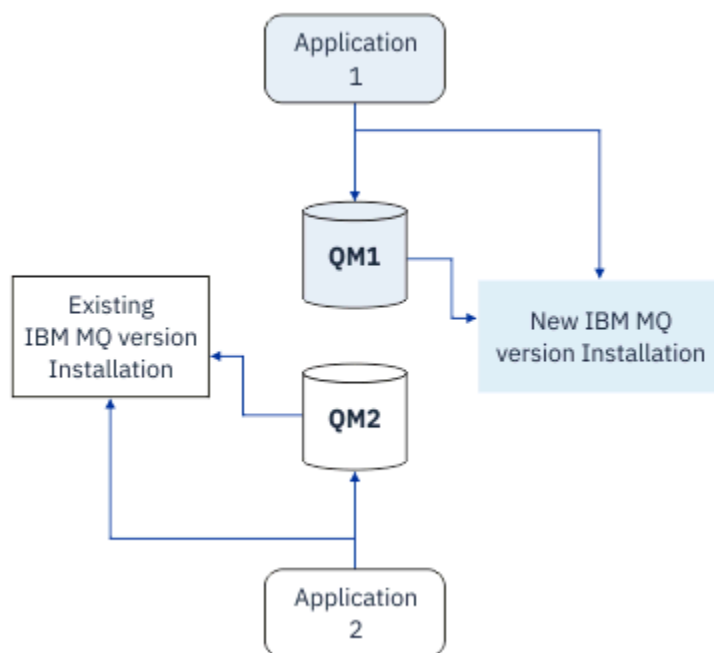 Application
1
QM1
Existing
IBM MQ version
Installation
New IBM MQ
version Installation
QM2
Application
2